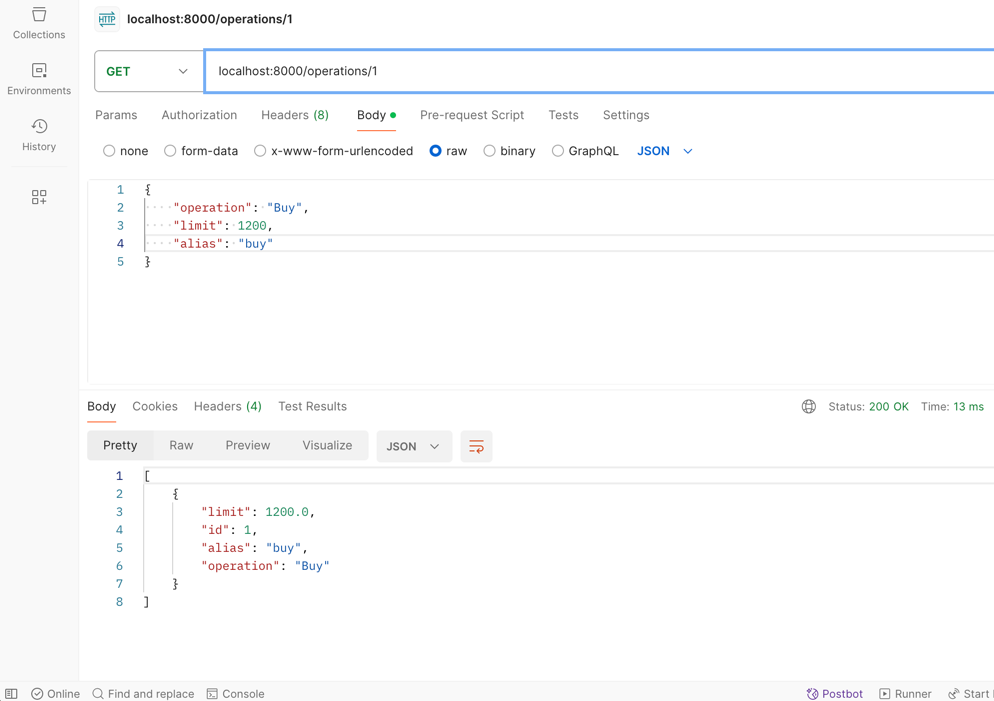 Collections
Environments
History
HTTP localhost:8000/operations/1
GET localhost:8000/operations/1
Params Authorization Headers (8) Body Pre-request Script Tests Settings
none form-data x-www-form-urlencoded raw binary GraphQL JSON
1 {
2 "operation": "Buy",
3 "limit": 1200,
4 "alias": "buy"
5 }
Body Cookies Headers (4) Test Results Status: 200 OK Time: 13 ms
Pretty Raw Preview Visualize JSON
1 [
2 {
3 "limit": 1200.0,
4 "id": 1,
5 "alias": "buy",
6 "operation": "Buy"
7 }
8 ]
Online Find and replace Console Postbot Runner Start